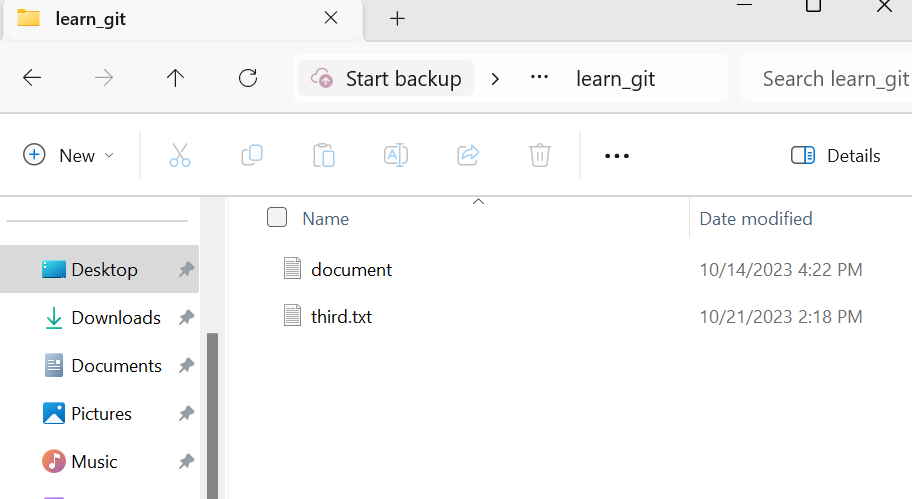 learn_git
Start backup > ... learn_git
Search learn_git
New
Details
Name
Date modified
Desktop
document
10/14/2023 4:22 PM
Downloads
third.txt
10/21/2023 2:18 PM
Documents
Pictures
Music